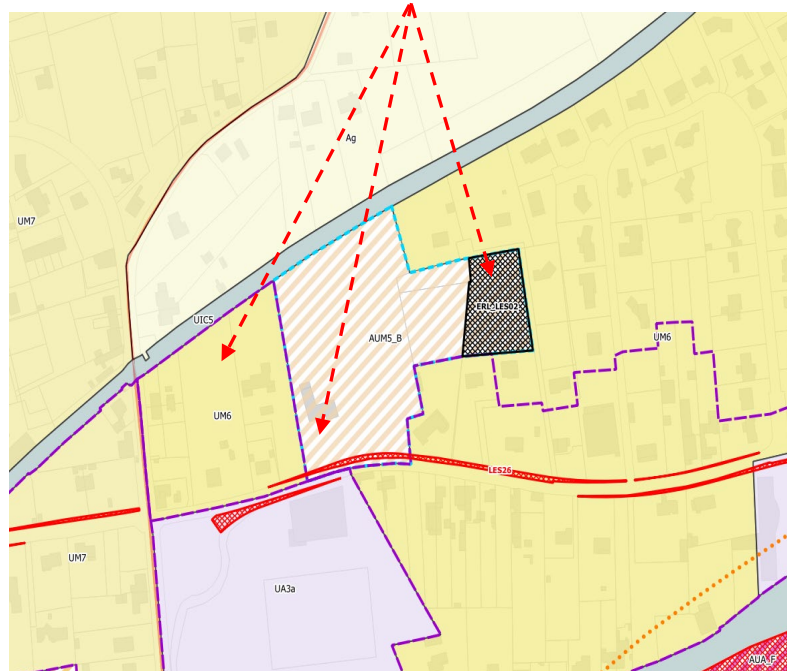 Ag
UM7
UIC5
ERL_LES02
AUM5_B
UM6
UM6
LES26
UM7
UA3a
AUA_F